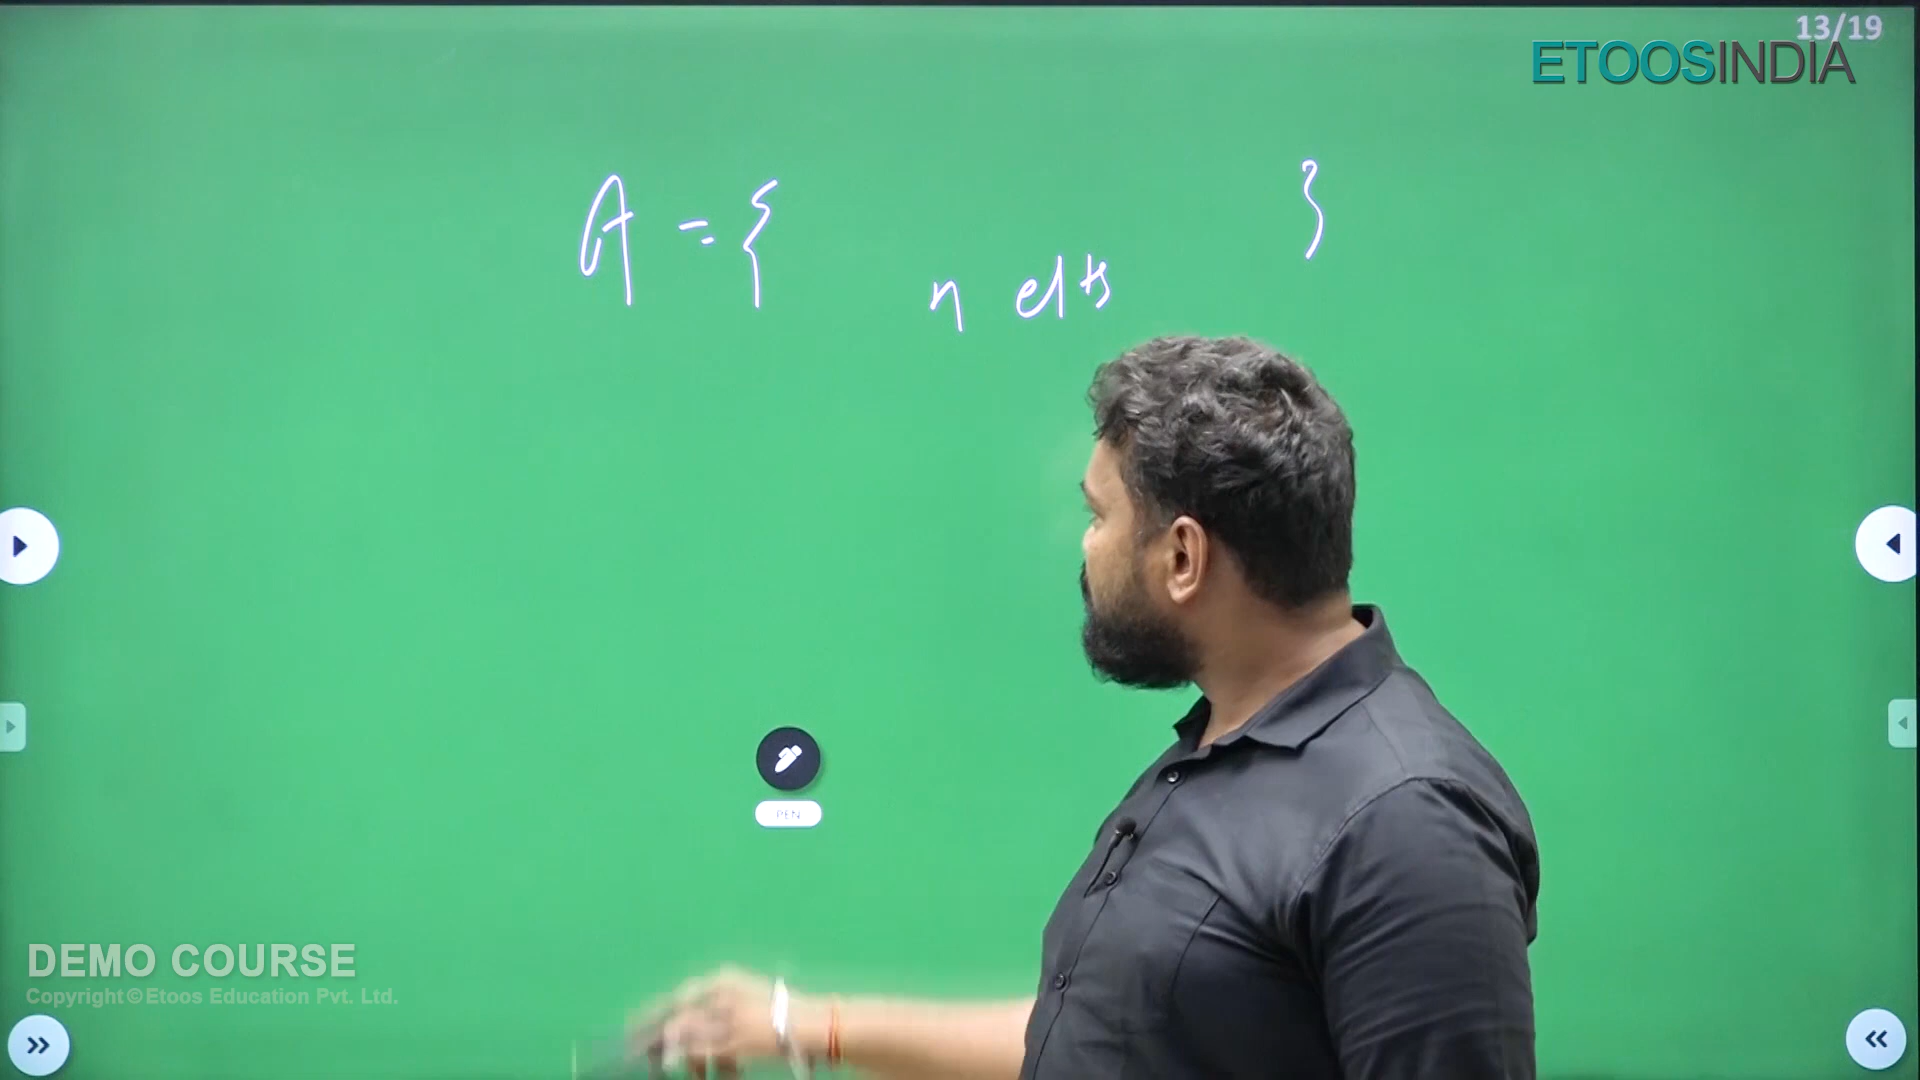 13/19
ETOOSINDIA
A = { }
n elts
PEN
DEMO COURSE
Copyright © Etoos Education Pvt. Ltd.